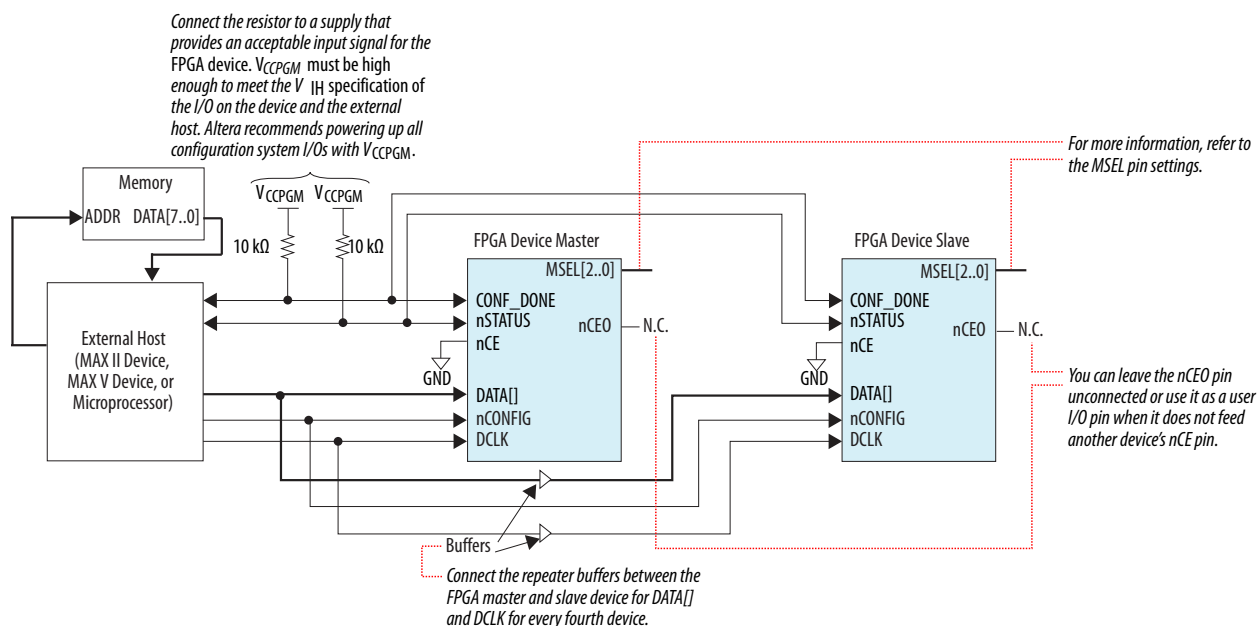 Connect the resistor to a supply that
provides an acceptable input signal for the
FPGA device. VCCPGM must be high
enough to meet the V IH specification of
the I/O on the device and the external
host. Altera recommends powering up all
configuration system I/Os with VCCPGM.
For more information, refer to
the MSEL pin settings.
Memory
ADDR DATA[7..0]
VCCPGM VCCPGM
10 kΩ 10 kΩ
FPGA Device Master
MSEL[2..0]
CONF_DONE
nSTATUS
nCE
nCEO
N.C.
GND
DATA[]
nCONFIG
DCLK
FPGA Device Slave
MSEL[2..0]
CONF_DONE
nSTATUS
nCE
nCEO
N.C.
GND
DATA[]
nCONFIG
DCLK
External Host
(MAX II Device,
MAX V Device, or
Microprocessor)
You can leave the nCEO pin
unconnected or use it as a user
I/O pin when it does not feed
another device's nCE pin.
Buffers
Connect the repeater buffers between the
FPGA master and slave device for DATA[]
and DCLK for every fourth device.